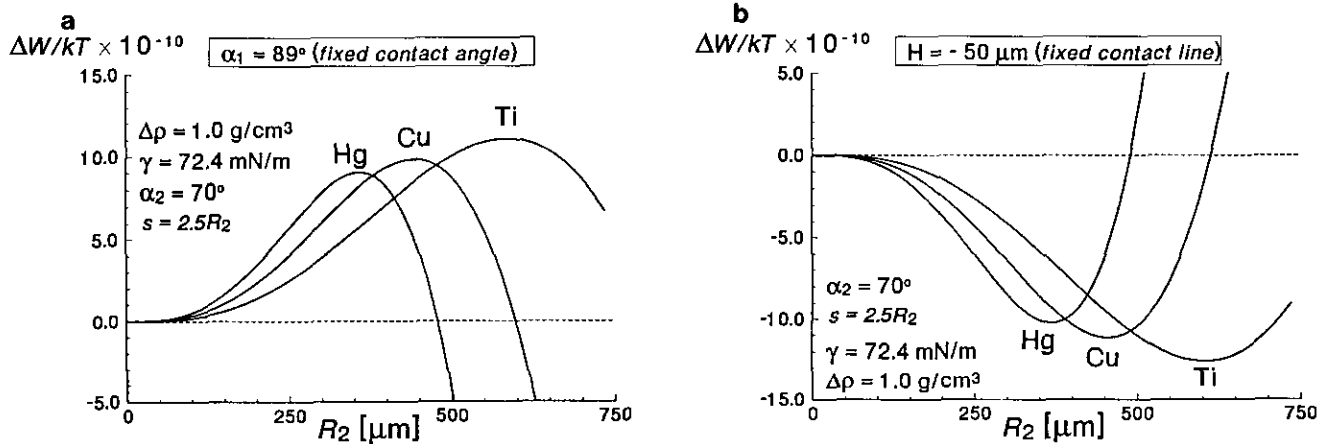 a
ΔW/kT × 10⁻¹⁰
α₁ = 89° (fixed contact angle)
15.0
10.0
5.0
0.0
-5.0
Δρ = 1.0 g/cm³
γ = 72.4 mN/m
α₂ = 70°
s = 2.5R₂
Hg
Cu
Ti
0
250
500
750
R₂ [μm]
b
ΔW/kT × 10⁻¹⁰
H = - 50 μm (fixed contact line)
5.0
0.0
-5.0
-10.0
-15.0
α₂ = 70°
s = 2.5R₂
γ = 72.4 mN/m
Δρ = 1.0 g/cm³
Hg
Cu
Ti
0
250
500
750
R₂ [μm]